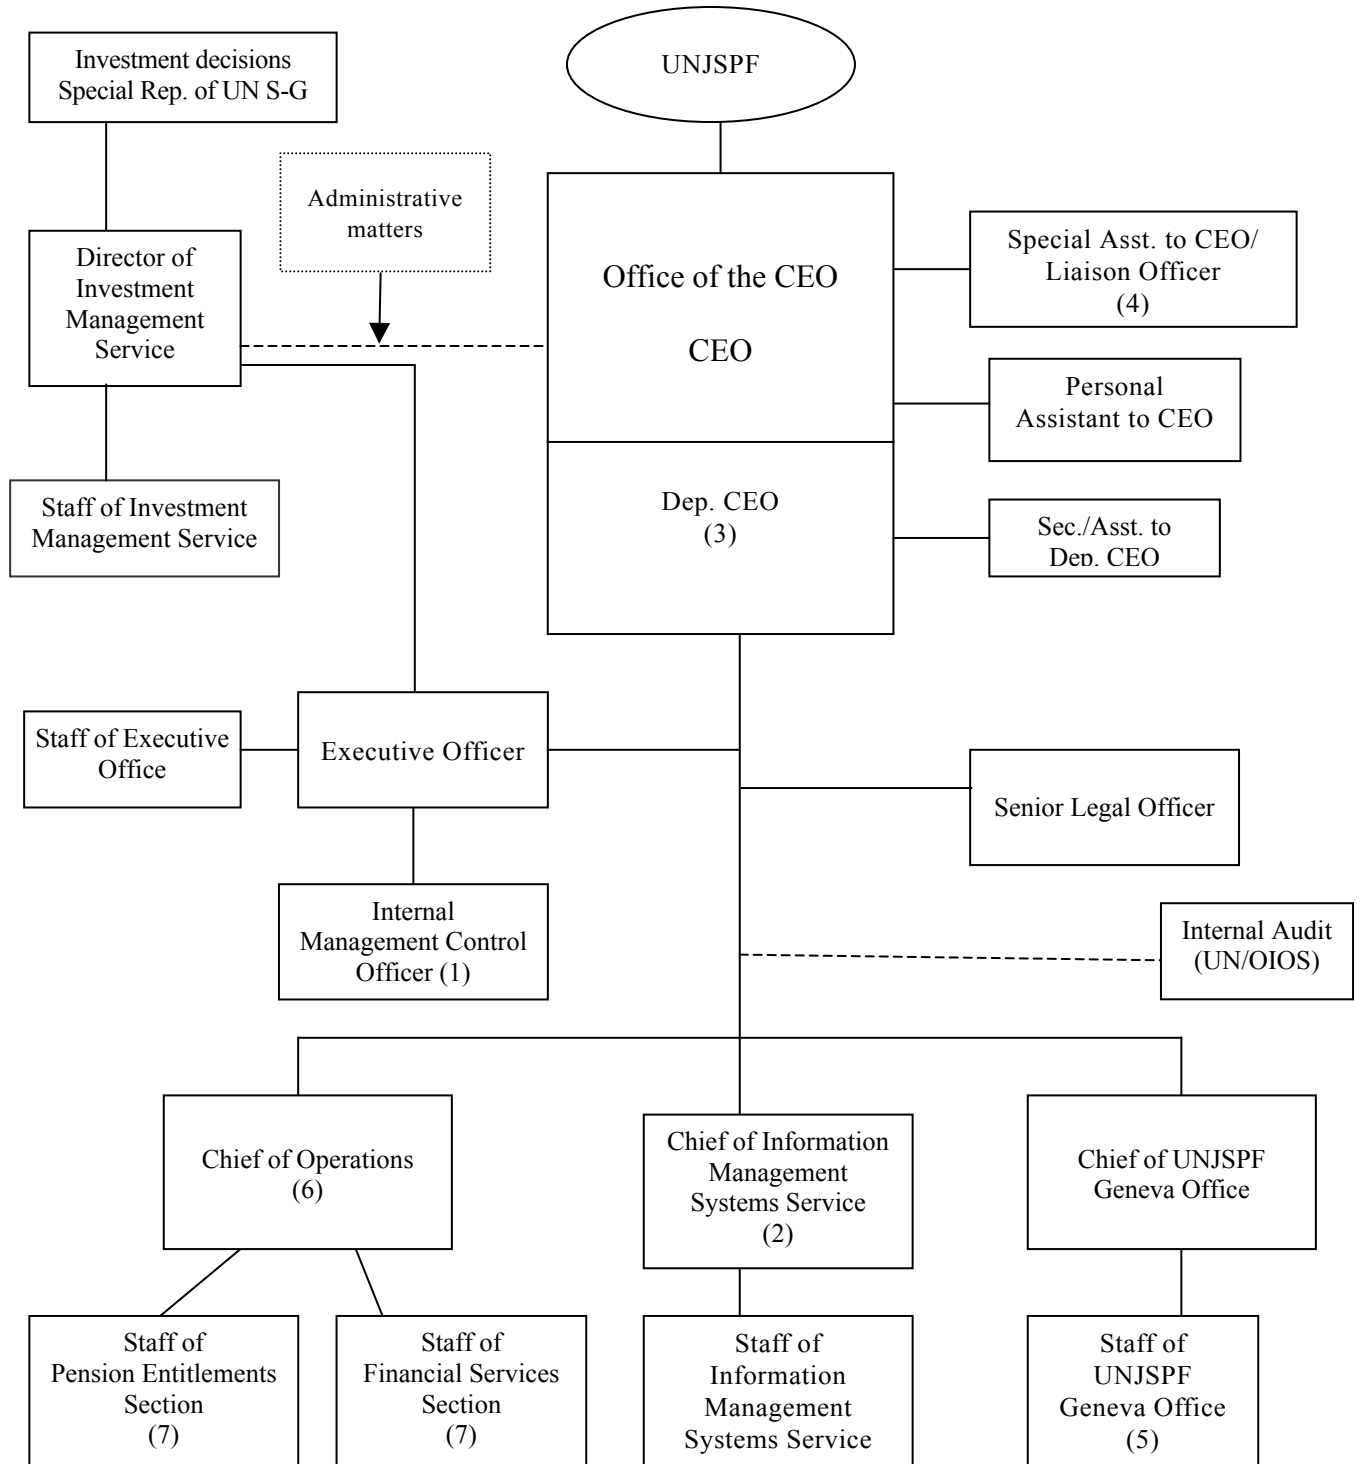 Investment decisions
Special Rep. of UN S-G
UNJSPF
Administrative
matters
Director of
Investment
Management
Service
Office of the CEO
CEO
Special Asst. to CEO/
Liaison Officer
(4)
Personal
Assistant to CEO
Staff of Investment
Management Service
Dep. CEO
(3)
Sec./Asst. to
Dep. CEO
Staff of Executive
Office
Executive Officer
Senior Legal Officer
Internal
Management Control
Officer (1)
Internal Audit
(UN/OIOS)
Chief of Operations
(6)
Chief of Information
Management
Systems Service
(2)
Chief of UNJSPF
Geneva Office
Staff of
Pension Entitlements
Section
(7)
Staff of
Financial Services
Section
(7)
Staff of
Information
Management
Systems Service
Staff of
UNJSPF
Geneva Office
(5)